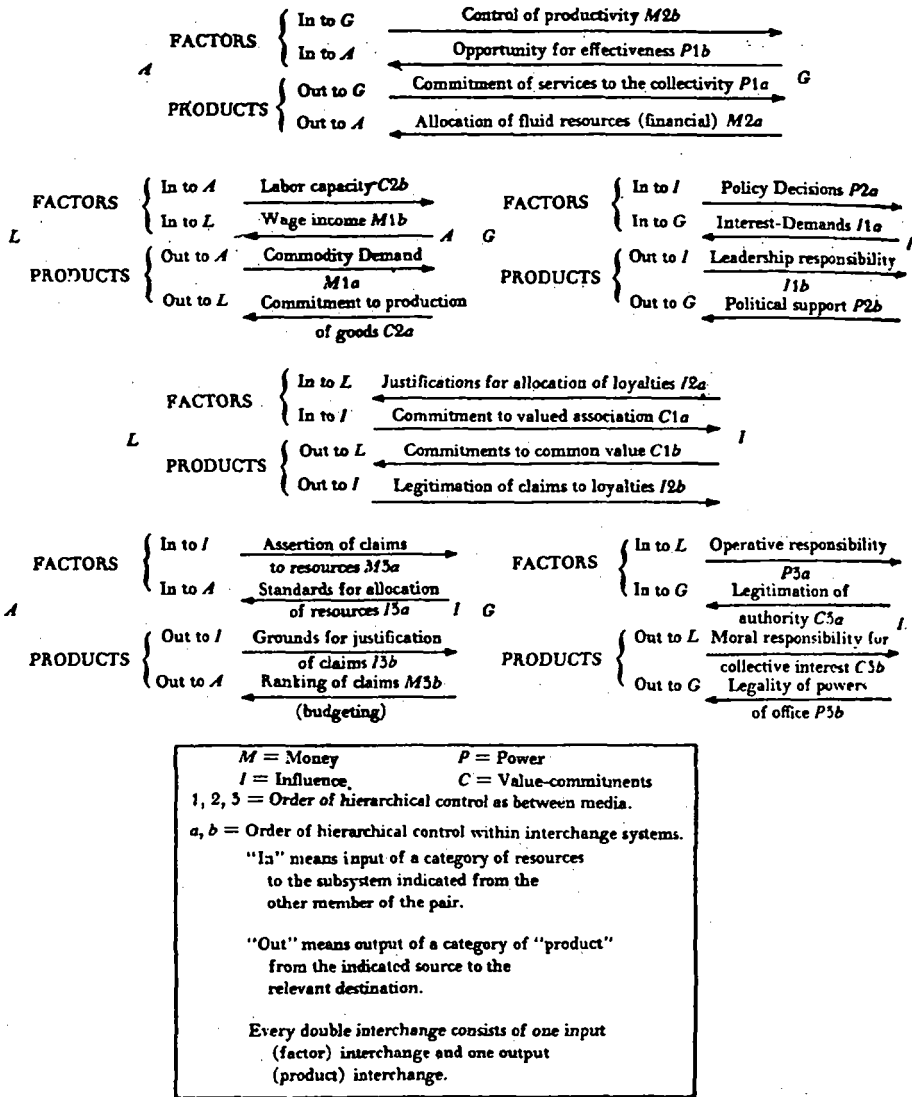 In to G Control of productivity M2b
FACTORS
In to A Opportunity for effectiveness P1b
A G
Out to G Commitment of services to the collectivity P1a
PRODUCTS
Out to A Allocation of fluid resources (financial) M2a
In to A Labor capacity C2b
FACTORS
In to L Wage income M1b
L A
Out to A Commodity Demand
PRODUCTS M1a
Out to L Commitment to production
of goods C2a
In to I Policy Decisions P2a
FACTORS
In to G Interest-Demands I1a
G I
Out to I Leadership responsibility
PRODUCTS I1b
Out to G Political support P2b
In to L Justifications for allocation of loyalties I2a
FACTORS
In to I Commitment to valued association C1a
L I
Out to L Commitments to common value C1b
PRODUCTS
Out to I Legitimation of claims to loyalties I2b
In to I Assertion of claims
FACTORS to resources M3a
In to A Standards for allocation
A of resources I3a I
Out to I Grounds for justification
PRODUCTS of claims I3b
Out to A Ranking of claims M3b
(budgeting)
In to L Operative responsibility
FACTORS P3a
In to G Legitimation of
G authority C3a L
Out to L Moral responsibility for
PRODUCTS collective interest C3b
Out to G Legality of powers
of office P3b
M = Money P = Power
I = Influence. C = Value-commitments
1, 2, 3 = Order of hierarchical control as between media.
a, b = Order of hierarchical control within interchange systems.
"In" means input of a category of resources
to the subsystem indicated from the
other member of the pair.
"Out" means output of a category of "product"
from the indicated source to the
relevant destination.
Every double interchange consists of one input
(factor) interchange and one output
(product) interchange.